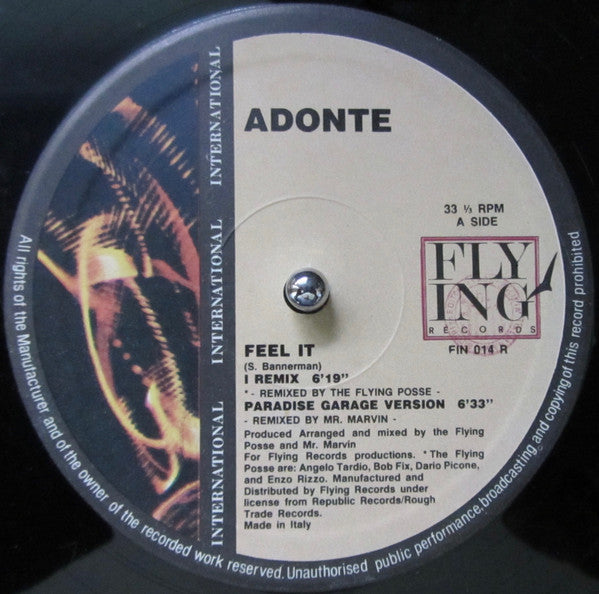 ADONTE
INTERNATIONAL INTERNATIONAL INTERNATIONAL
33 ⅓ RPM
A SIDE
FLY
ING
RECORDS
FIN 014 R
FEEL IT
(S. Bannerman)
I REMIX 6'19"
*- REMIXED BY THE FLYING POSSE -
PARADISE GARAGE VERSION 6'33"
- REMIXED BY MR. MARVIN -
Produced Arranged and mixed by the Flying
Posse and Mr. Marvin
For Flying Records productions. *The Flying
Posse are: Angelo Tardio, Bob Fix, Dario Picone,
and Enzo Rizzo. Manufactured and
Distributed by Flying Records under
license from Republic Records/Rough
Trade Records.
Made in Italy
All rights of the Manufacturer and of the owner of the recorded work reserved. Unauthorised public performance, broadcasting and copying of this record prohibited